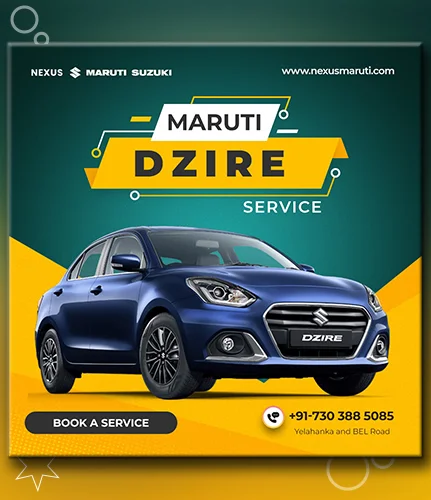 NEXUS MARUTI SUZUKI
www.nexusmaruti.com
MARUTI
DZIRE
SERVICE
DZIRE
BOOK A SERVICE
+91-730 388 5085
Yelahanka and BEL Road